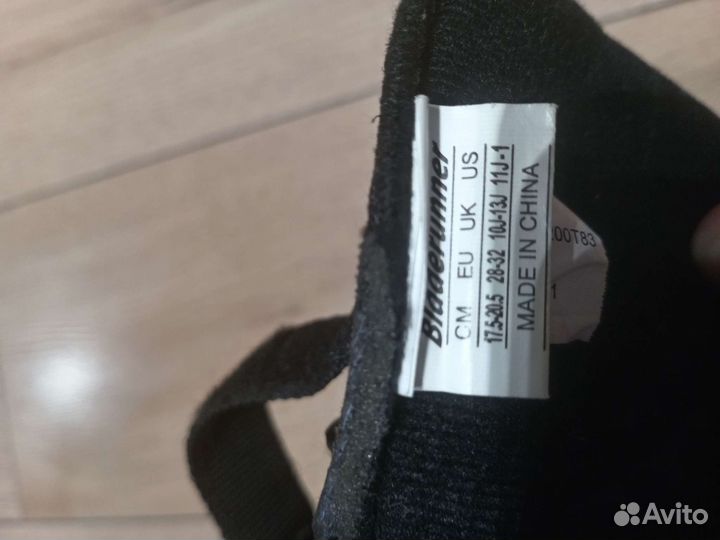 Bladerunner
CM EU UK US
17.5-20.5 28-32 10J-13J 11J-1
MADE IN CHINA
00T83
1
Avito